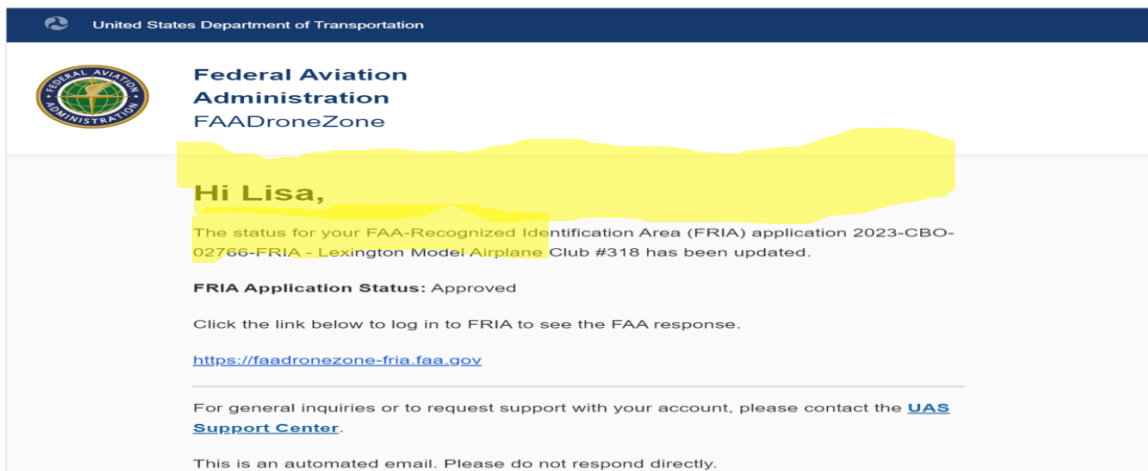 United States Department of Transportation
FEDERAL AVIATION
ADMINISTRATION
Federal Aviation
Administration
FAADroneZone
Hi Lisa,
The status for your FAA-Recognized Identification Area (FRIA) application 2023-CBO-
02766-FRIA - Lexington Model Airplane Club #318 has been updated.
FRIA Application Status: Approved
Click the link below to log in to FRIA to see the FAA response.
https://faadronezone-fria.faa.gov
For general inquiries or to request support with your account, please contact the UAS
Support Center.
This is an automated email. Please do not respond directly.